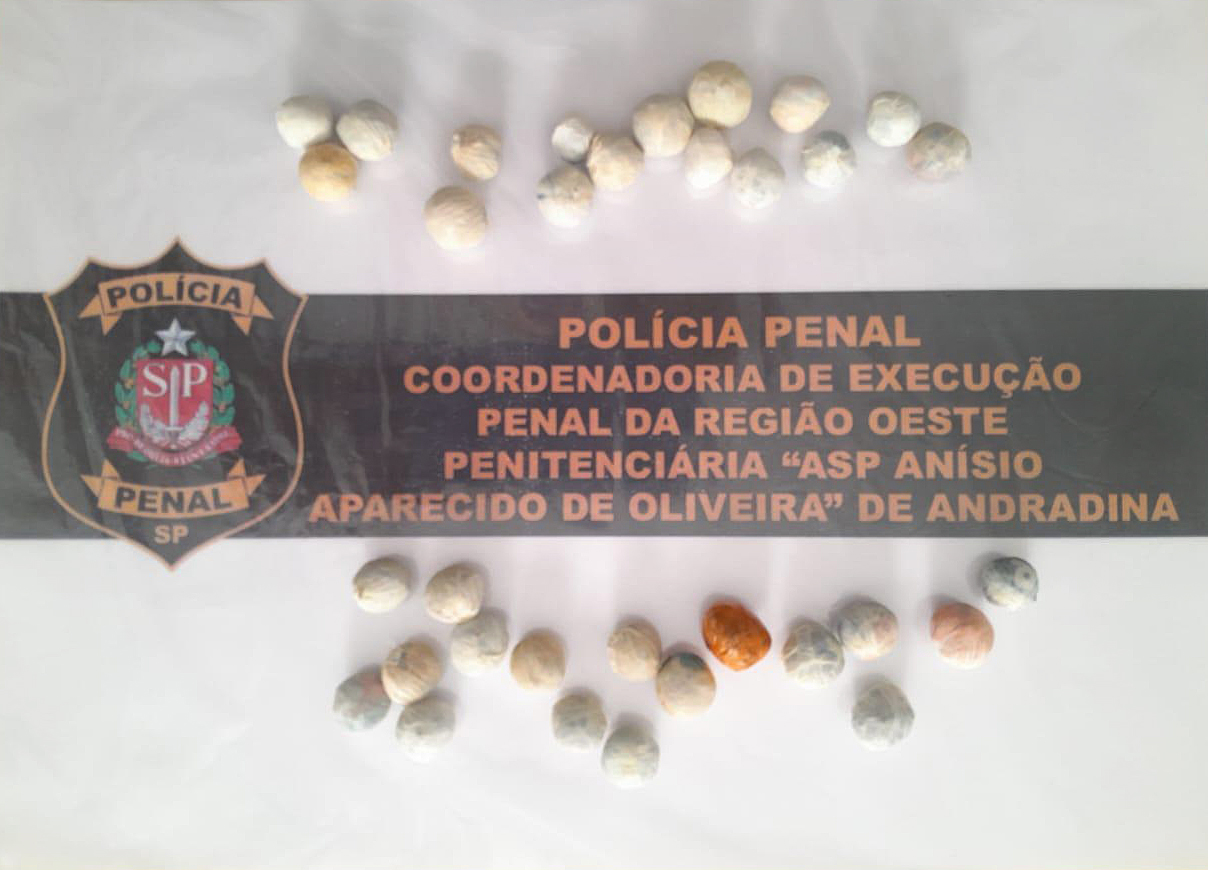 POLÍCIA
SP
PENAL
SP
POLÍCIA PENAL
COORDENADORIA DE EXECUÇÃO
PENAL DA REGIÃO OESTE
PENITENCIÁRIA “ASP ANÍSIO
APARECIDO DE OLIVEIRA” DE ANDRADINA